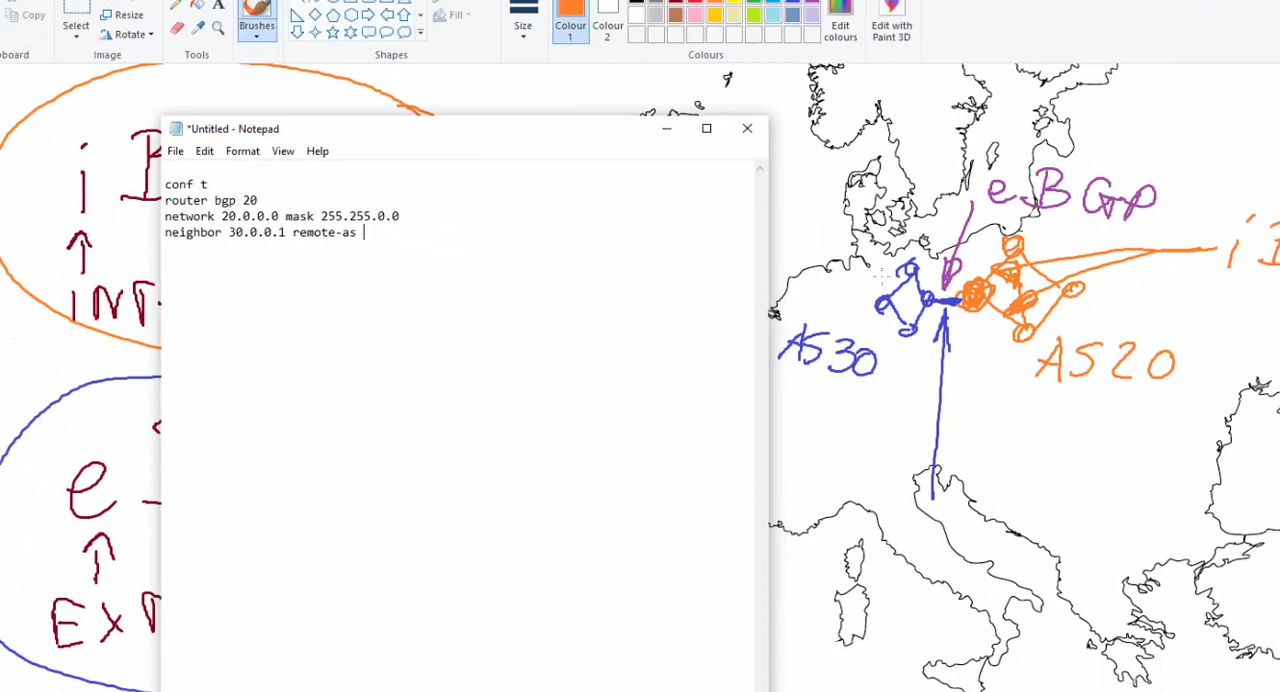 Copy
Select
Resize
Rotate
Brushes
Fill
Size
Colour
1
Colour
2
Edit
colours
Edit with
Paint 3D
Image
Tools
Shapes
Colours
*Untitled - Notepad
File Edit Format View Help
conf t
router bgp 20
network 20.0.0.0 mask 255.255.0.0
neighbor 30.0.0.1 remote-as
i
INT
e
EX
eBGP
i
AS30
AS20